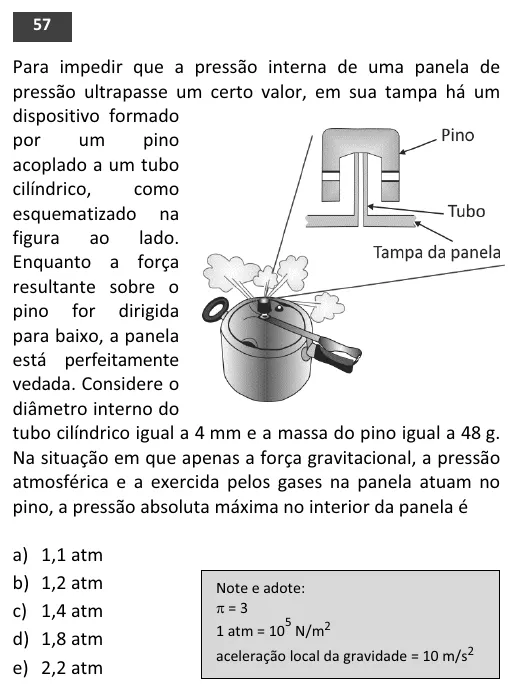 57
Para impedir que a pressão interna de uma panela de
pressão ultrapasse um certo valor, em sua tampa há um
dispositivo formado
por um pino
acoplado a um tubo
cilíndrico, como
esquematizado na
figura ao lado.
Enquanto a força
resultante sobre o
pino for dirigida
para baixo, a panela
está perfeitamente
vedada. Considere o
diâmetro interno do
tubo cilíndrico igual a 4 mm e a massa do pino igual a 48 g.
Na situação em que apenas a força gravitacional, a pressão
atmosférica e a exercida pelos gases na panela atuam no
pino, a pressão absoluta máxima no interior da panela é
Pino
Tubo
Tampa da panela
a) 1,1 atm
b) 1,2 atm
c) 1,4 atm
d) 1,8 atm
e) 2,2 atm
Note e adote:
π = 3
1 atm = 10⁵ N/m²
aceleração local da gravidade = 10 m/s²